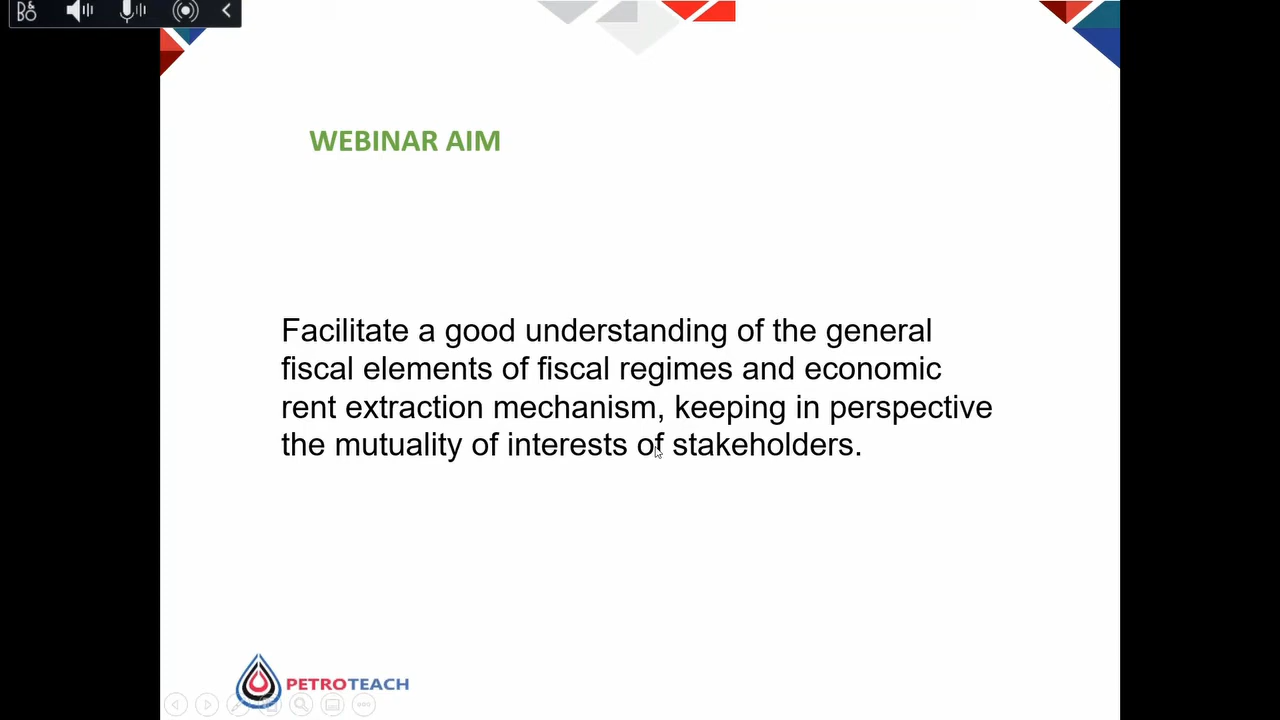 B&O
WEBINAR AIM
Facilitate a good understanding of the general
fiscal elements of fiscal regimes and economic
rent extraction mechanism, keeping in perspective
the mutuality of interests of stakeholders.
PETROTEACH